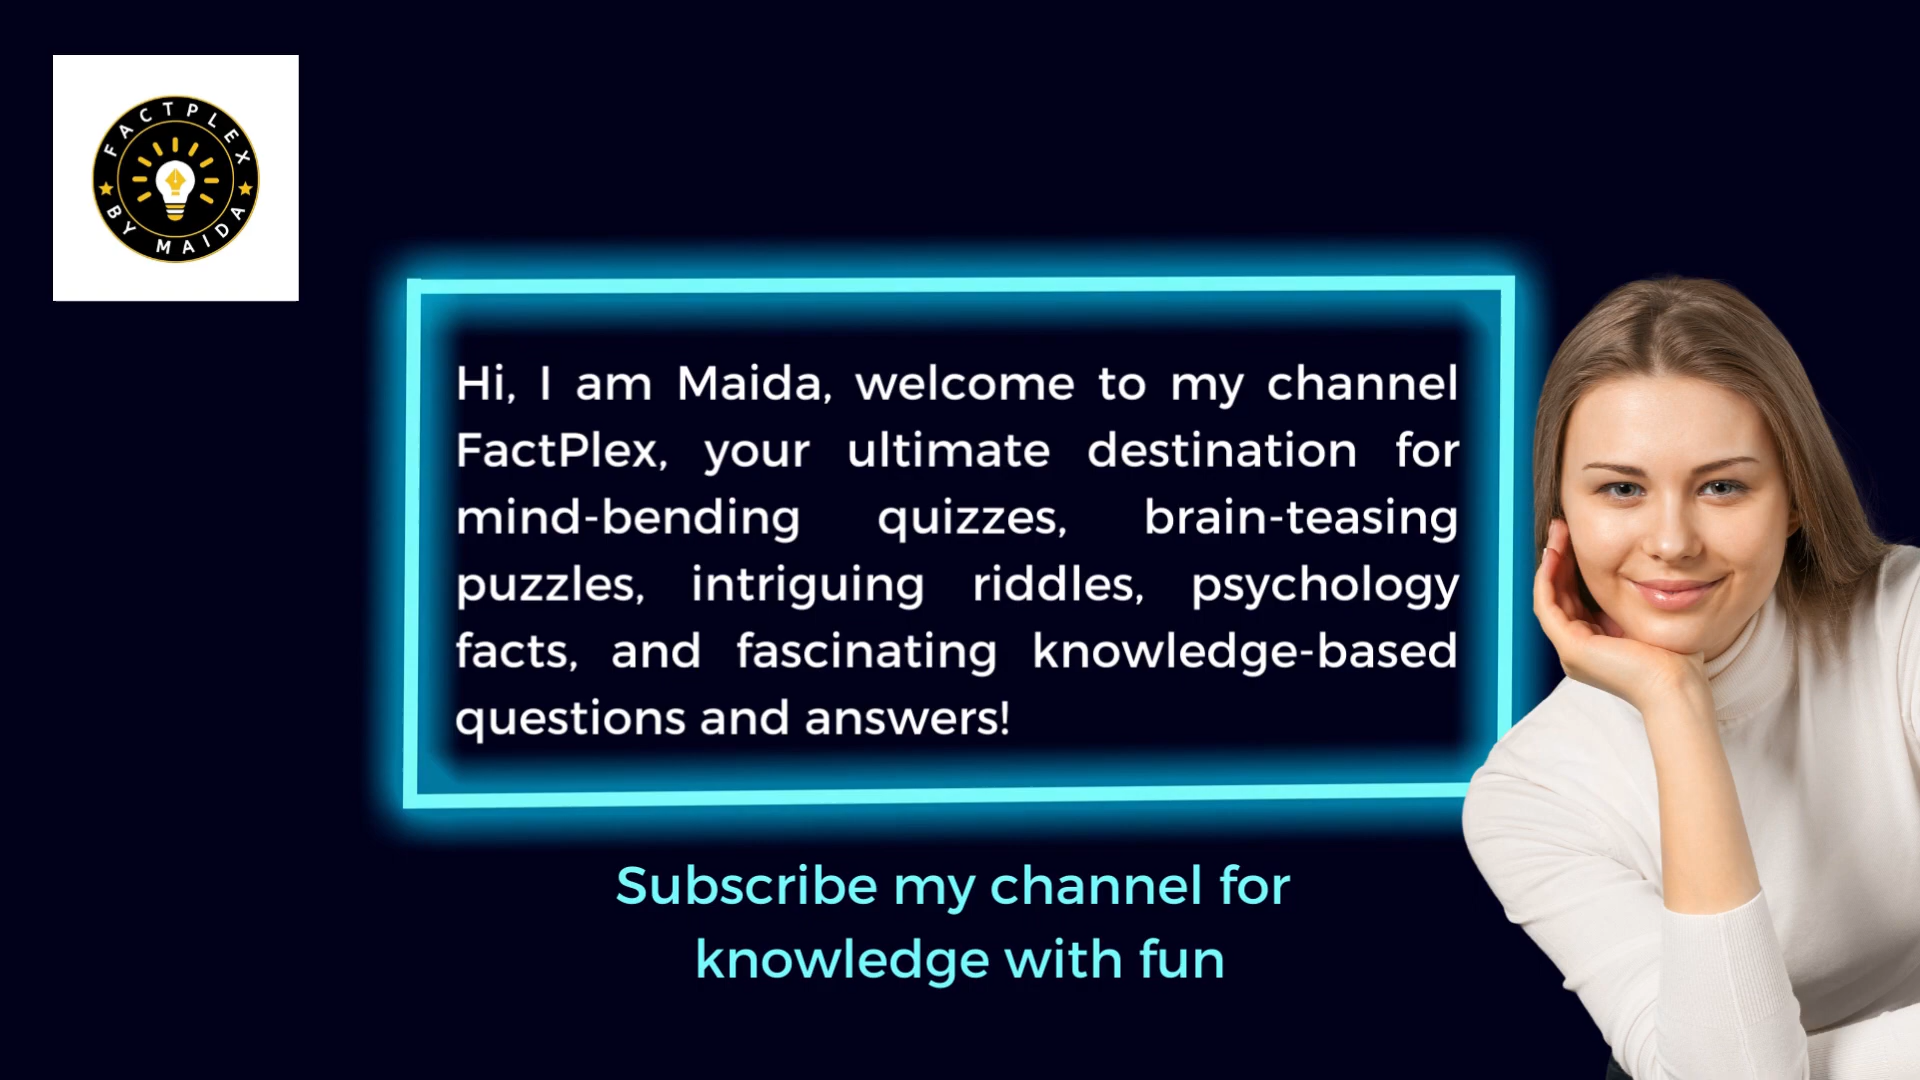 FACTPLEX
BY MAIDA
Hi, I am Maida, welcome to my channel
FactPlex, your ultimate destination for
mind-bending quizzes, brain-teasing
puzzles, intriguing riddles, psychology
facts, and fascinating knowledge-based
questions and answers!
Subscribe my channel for
knowledge with fun